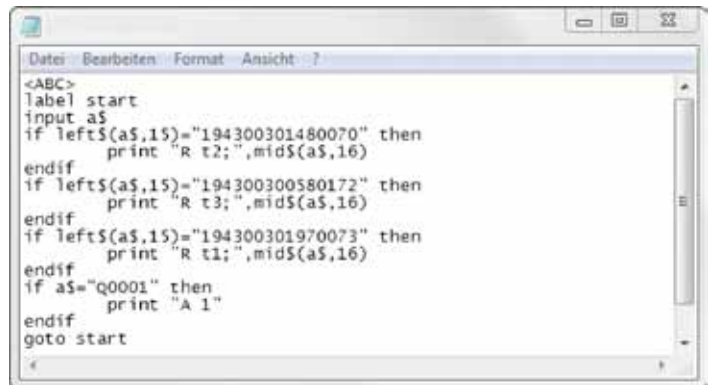 Datei Bearbeiten Format Ansicht ?
<ABC>
label start
input a$
if left$(a$,15)="194300301480070" then
print "R t2;",mid$(a$,16)
endif
if left$(a$,15)="194300300580172" then
print "R t3;",mid$(a$,16)
endif
if left$(a$,15)="194300301970073" then
print "R t1;",mid$(a$,16)
endif
if a$="Q0001" then
print "A 1"
endif
goto start